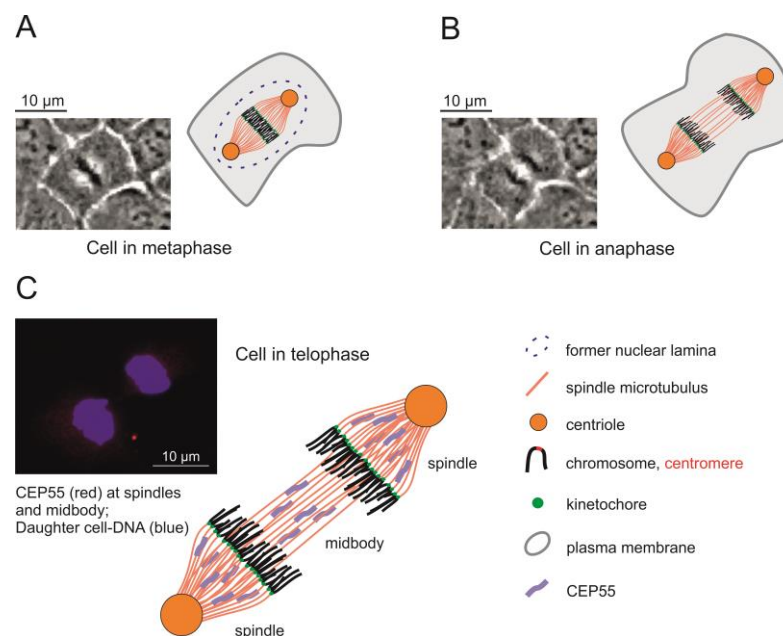 A
10 µm
Cell in metaphase
B
10 µm
Cell in anaphase
C
Cell in telophase
10 µm
CEP55 (red) at spindles
and midbody;
Daughter cell-DNA (blue)
spindle
midbody
spindle
former nuclear lamina
spindle microtubulus
centriole
chromosome, centromere
kinetochore
plasma membrane
CEP55